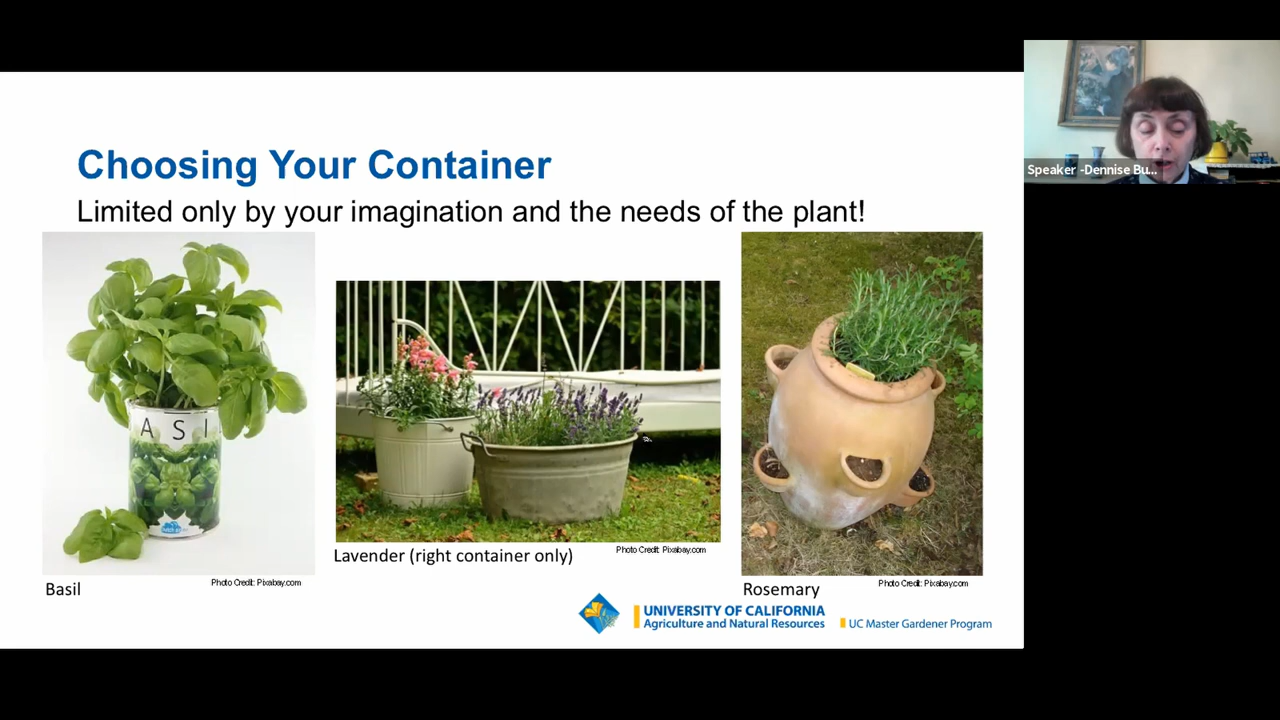 Choosing Your Container
Limited only by your imagination and the needs of the plant!
Speaker -Dennise Bu...
A S I
Photo Credit: Pixabay.com
Basil
Lavender (right container only)
Photo Credit: Pixabay.com
Photo Credit: Pixabay.com
Rosemary
UNIVERSITY OF CALIFORNIA
Agriculture and Natural Resources
UC Master Gardener Program